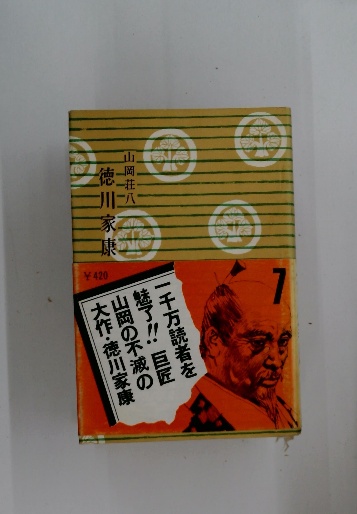 山岡荘八
徳川家康
¥420
7
一千万読者を
魅了!! 巨匠
山岡の不滅の
大作・徳川家康